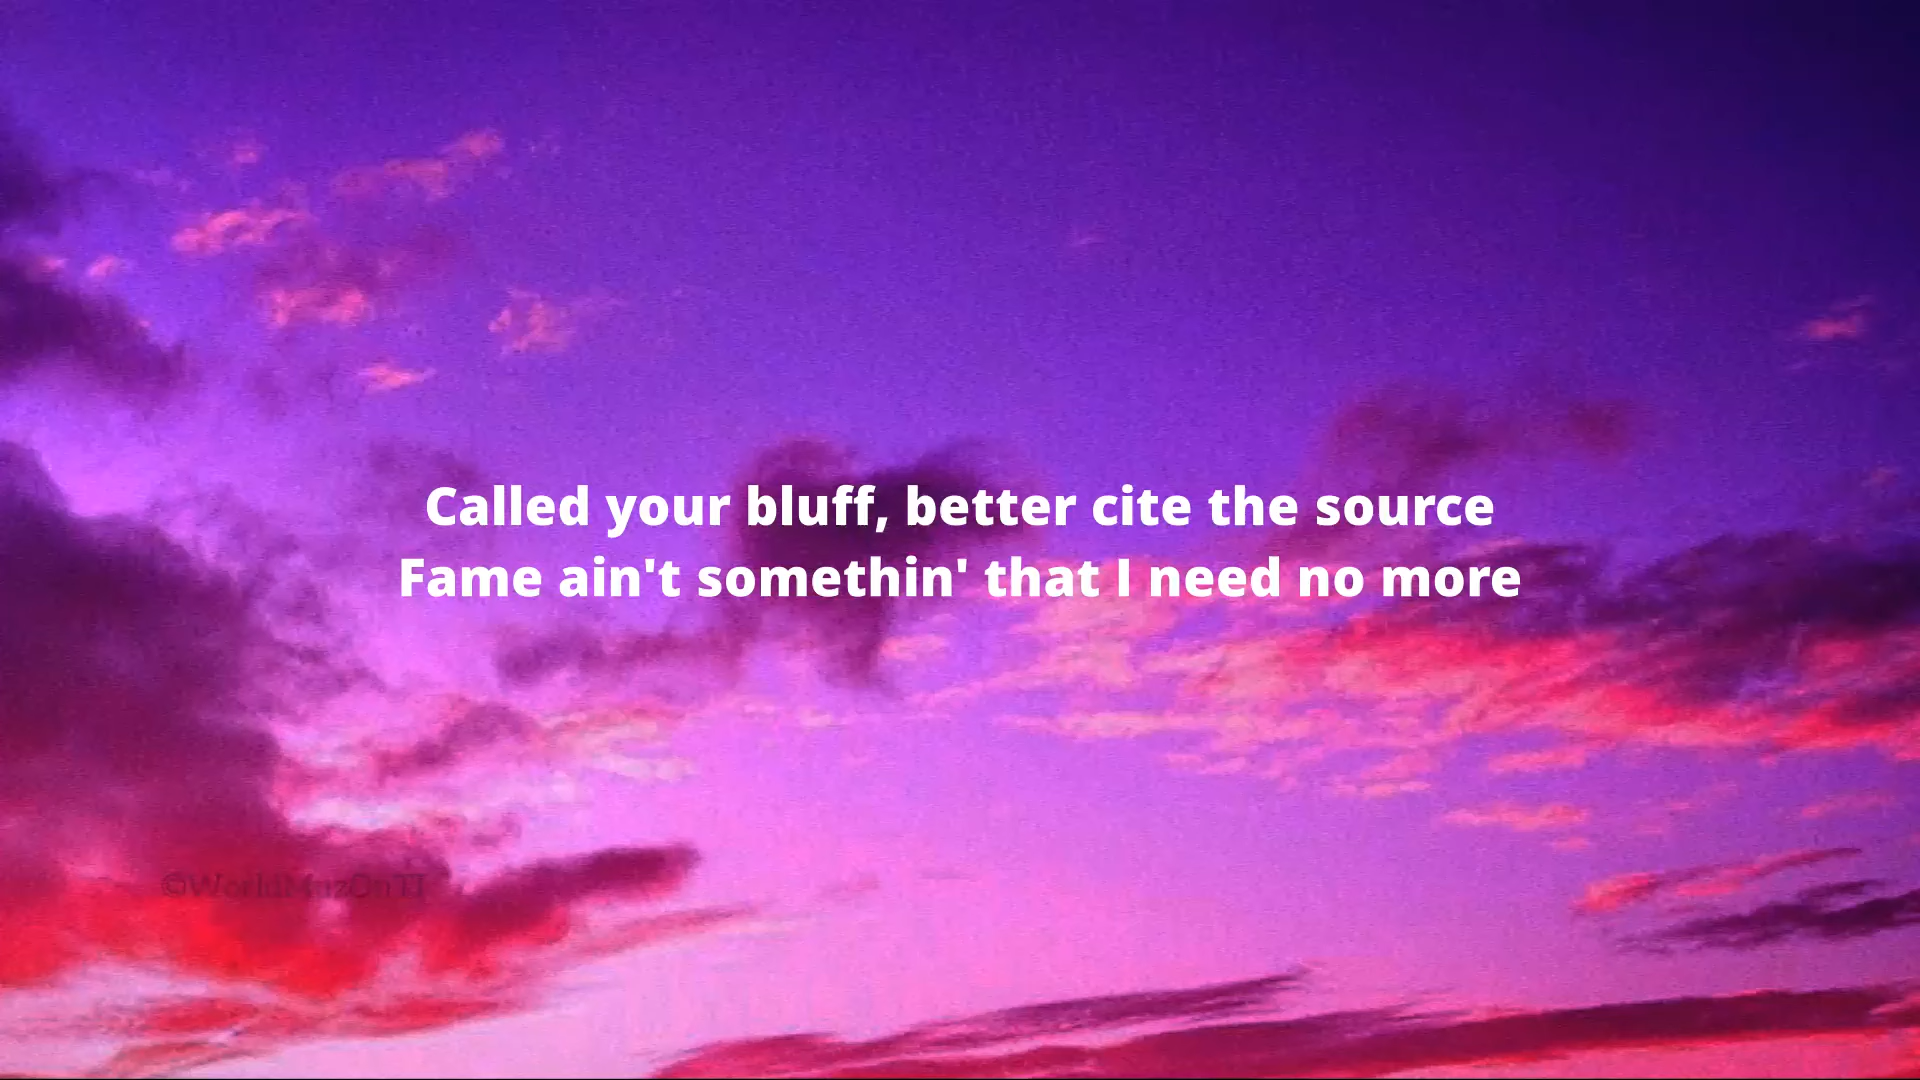 Called your bluff, better cite the source
Fame ain't somethin' that I need no more